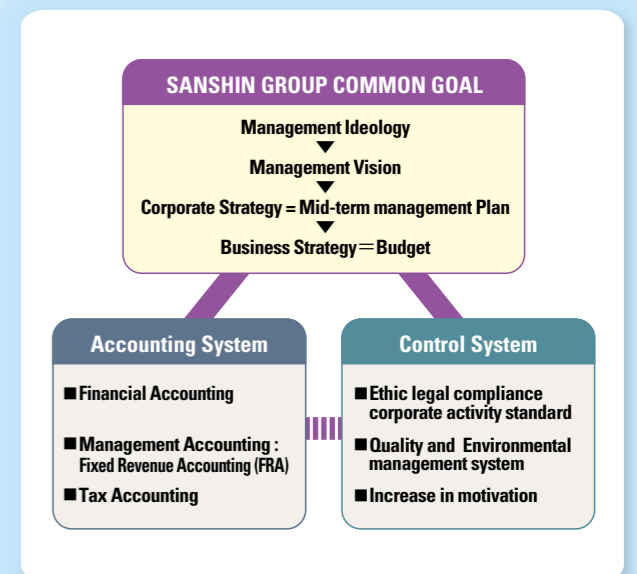 SANSHIN GROUP COMMON GOAL
Management Ideology
▼
Management Vision
▼
Corporate Strategy = Mid-term management Plan
▼
Business Strategy＝Budget
Accounting System
■Financial Accounting
■Management Accounting :
Fixed Revenue Accounting (FRA)
■Tax Accounting
Control System
■Ethic legal compliance
corporate activity standard
■Quality and Environmental
management system
■Increase in motivation